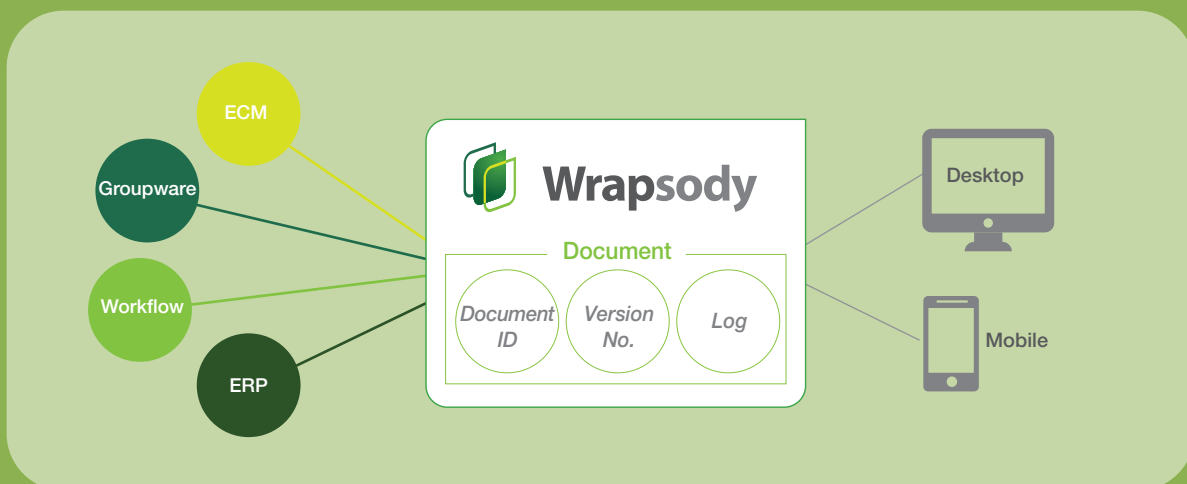 ECM
Groupware
Workflow
ERP
Wrapsody
Document
Document
ID
Version
No.
Log
Desktop
Mobile